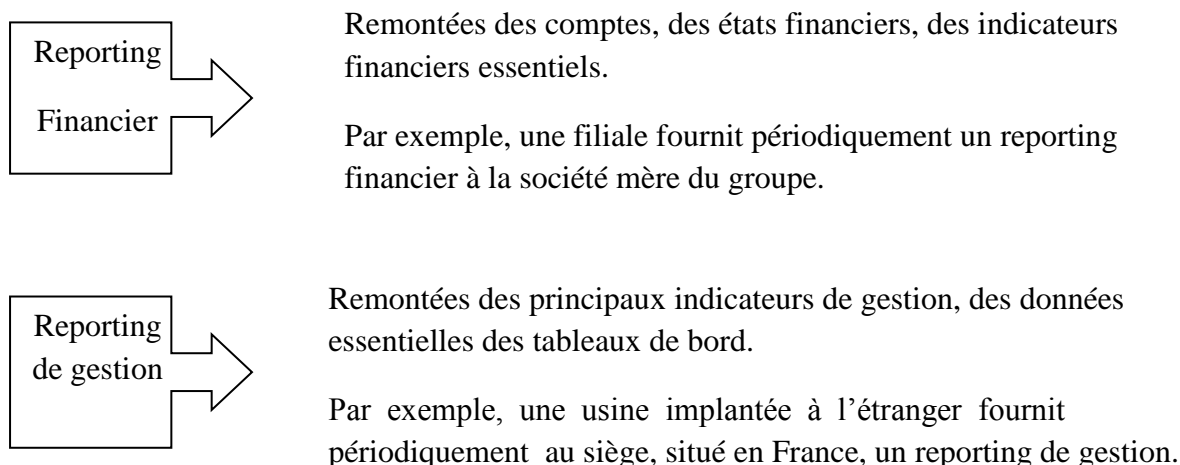 Reporting
Financier
Remontées des comptes, des états financiers, des indicateurs
financiers essentiels.
Par exemple, une filiale fournit périodiquement un reporting
financier à la société mère du groupe.
Reporting
de gestion
Remontées des principaux indicateurs de gestion, des données
essentielles des tableaux de bord.
Par exemple, une usine implantée à l’étranger fournit
périodiquement au siège, situé en France, un reporting de gestion.